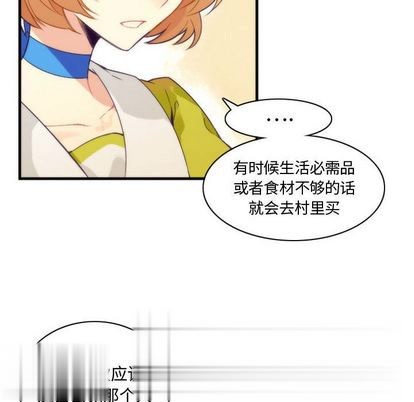 ....
有时候生活必需品
或者食材不够的话
就会去村里买
应
那个